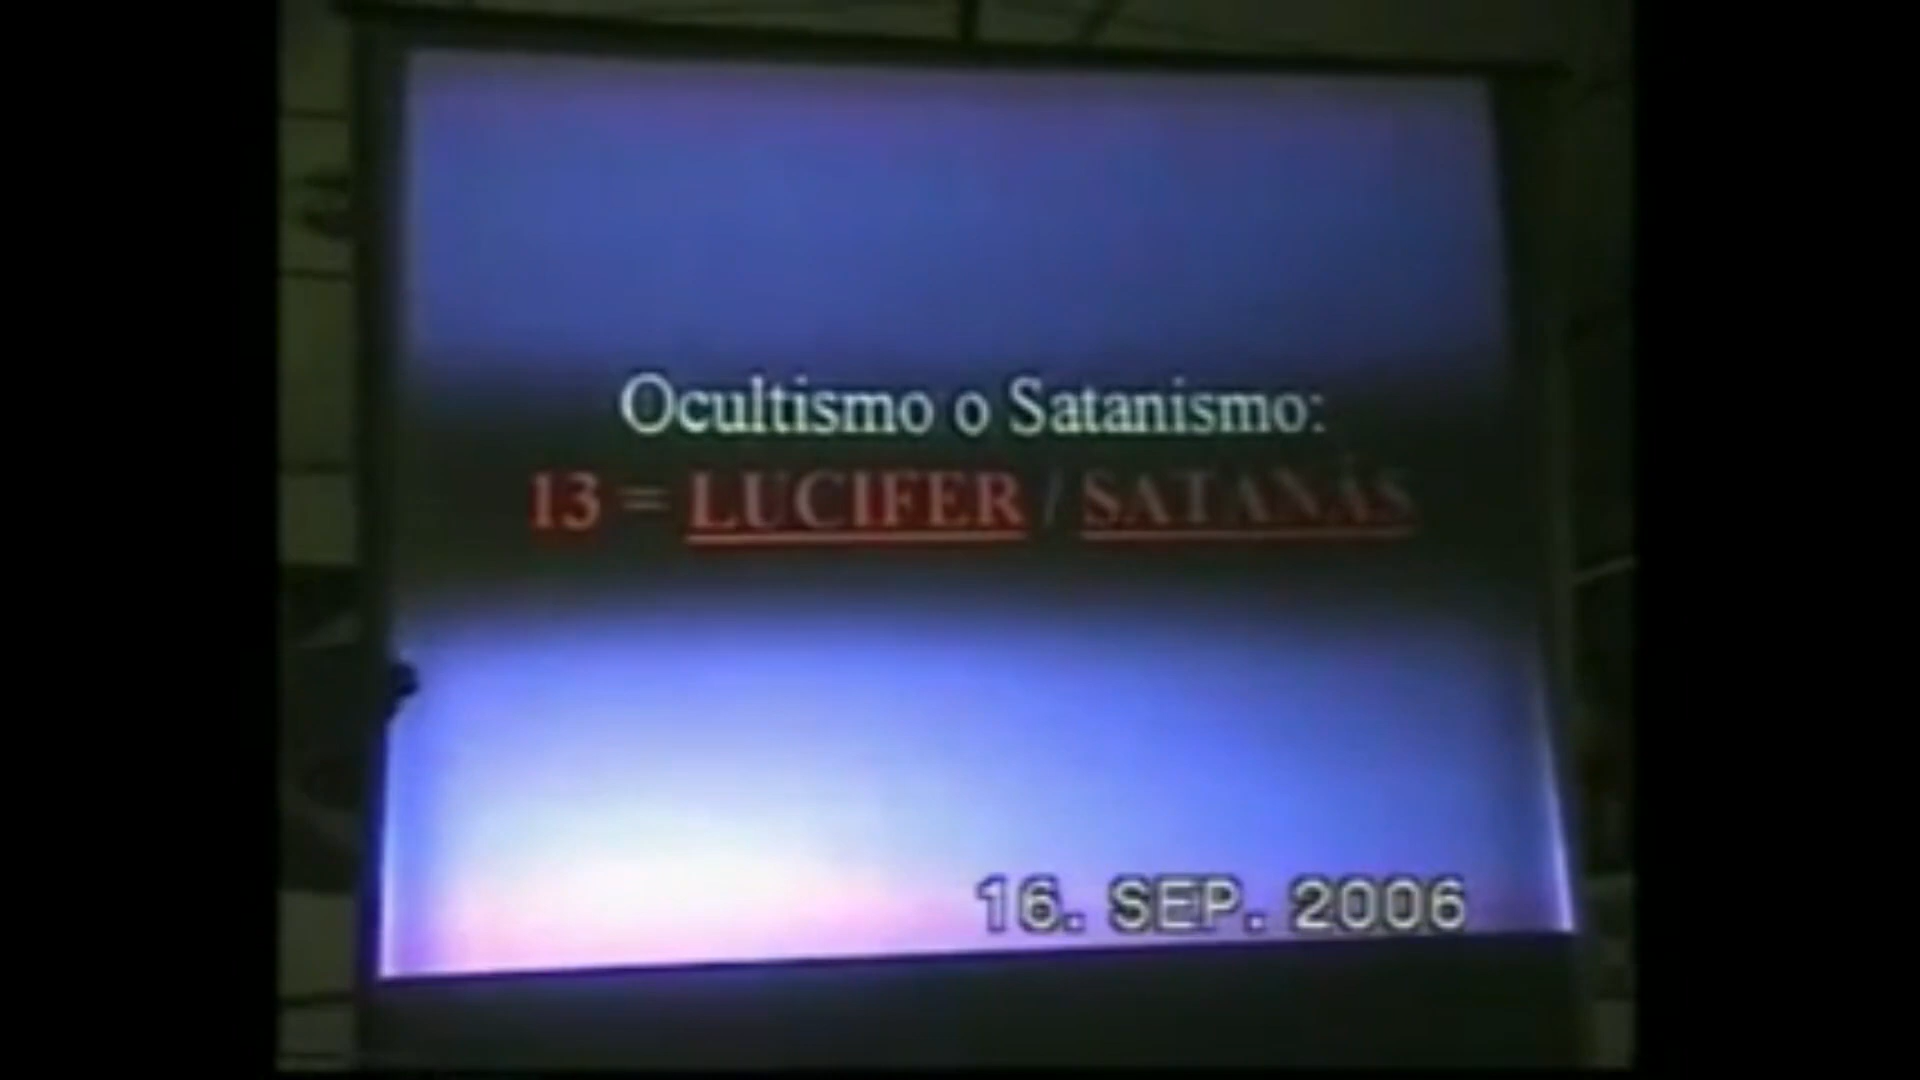 Ocultismo o Satanismo:
13 = LUCIFER / SATANÁS
16. SEP. 2006